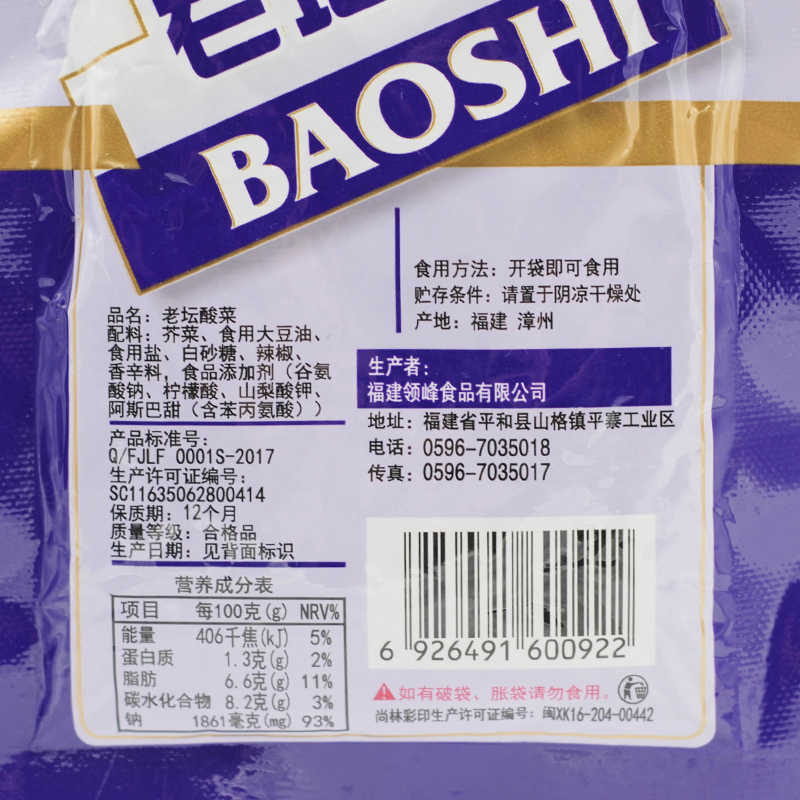 BAOSHI
食用方法：开袋即可食用
贮存条件：请置于阴凉干燥处
产地：福建 漳州
品名：老坛酸菜
配料：芥菜、食用大豆油、
食用盐、白砂糖、辣椒、
香辛料，食品添加剂（谷氨
酸钠、柠檬酸、山梨酸钾、
阿斯巴甜（含苯丙氨酸））
产品标准号：
Q/FJLF 0001S-2017
生产许可证编号：
SC11635062800414
保质期：12个月
质量等级：合格品
生产日期：见背面标识
生产者：
福建领峰食品有限公司
地址：福建省平和县山格镇平寨工业区
电话：0596-7035018
传真：0596-7035017
营养成分表
项目 每100克(g) NRV%
能量 406千焦(kJ) 5%
蛋白质 1.3克(g) 2%
脂肪 6.6克(g) 11%
碳水化合物 8.2克(g) 3%
钠 1861毫克(mg) 93%
6 926491 600922
如有破袋、胀袋请勿食用。
尚林彩印生产许可证编号：闽XK16-204-00442